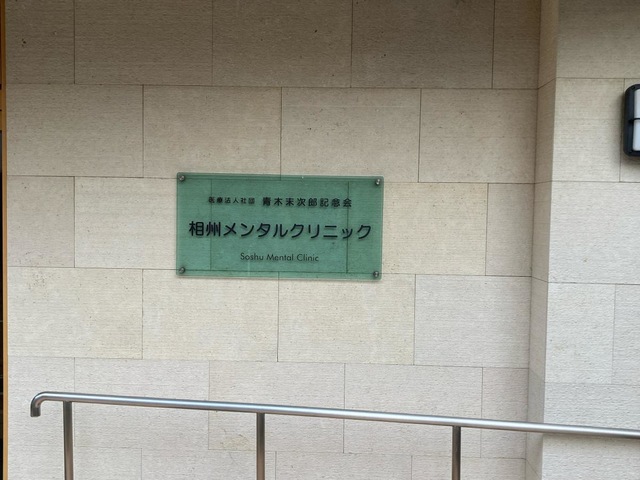 医療法人社団 青木末次郎記念会
相州メンタルクリニック
Soshu Mental Clinic